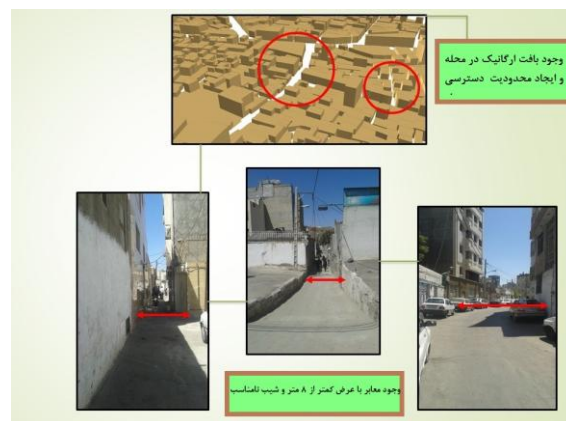 وجود بافت ارگانیک در محله
و ایجاد محدودیت دسترسی
وجود معابر با عرض کمتر از ۸ متر و شیب نامناسب